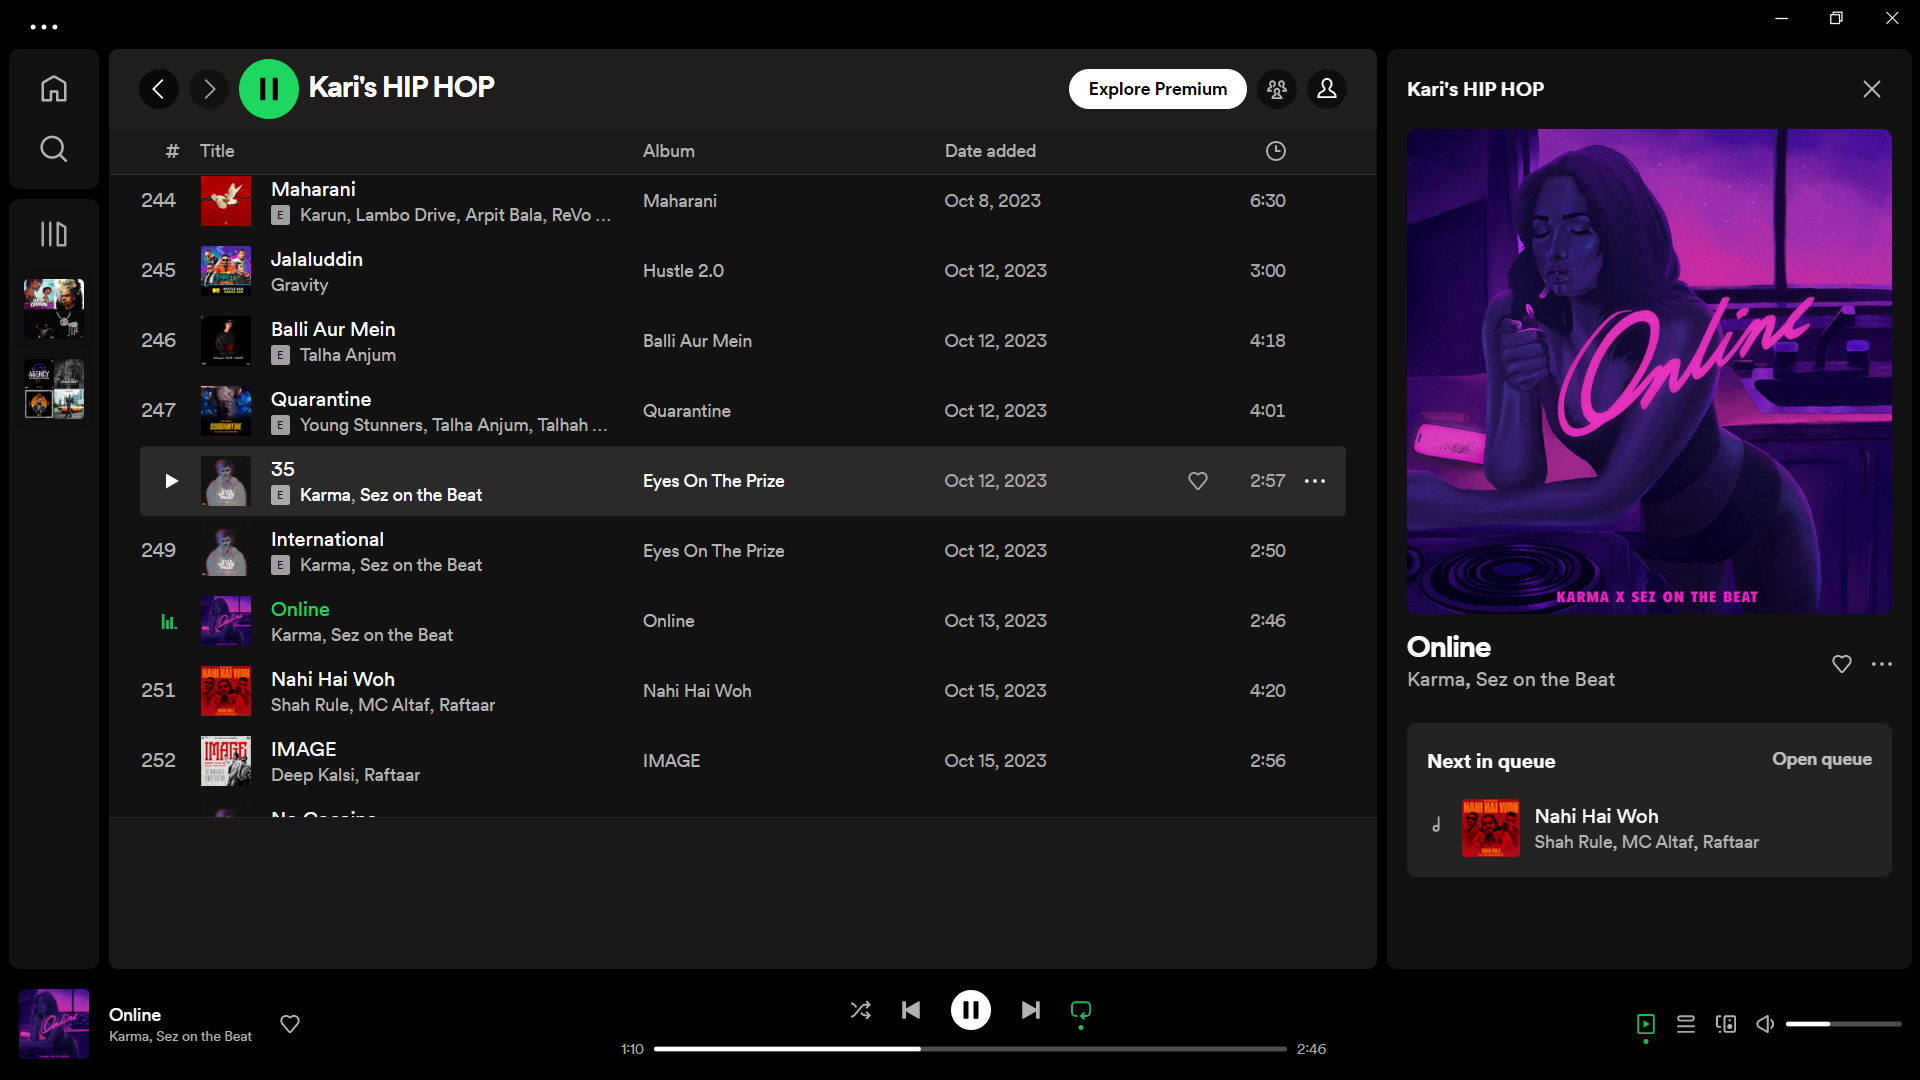 Kari's HIP HOP
Explore Premium
# Title Album Date added
244 Maharani Maharani Oct 8, 2023 6:30
E Karun, Lambo Drive, Arpit Bala, ReVo ...
245 Jalaluddin Hustle 2.0 Oct 12, 2023 3:00
Gravity
246 Balli Aur Mein Balli Aur Mein Oct 12, 2023 4:18
E Talha Anjum
247 Quarantine Quarantine Oct 12, 2023 4:01
E Young Stunners, Talha Anjum, Talhah ...
35 Eyes On The Prize Oct 12, 2023 2:57
E Karma, Sez on the Beat
249 International Eyes On The Prize Oct 12, 2023 2:50
E Karma, Sez on the Beat
Online Online Oct 13, 2023 2:46
Karma, Sez on the Beat
251 Nahi Hai Woh Nahi Hai Woh Oct 15, 2023 4:20
Shah Rule, MC Altaf, Raftaar
252 IMAGE IMAGE Oct 15, 2023 2:56
Deep Kalsi, Raftaar
Kari's HIP HOP
Online
KARMA X SEZ ON THE BEAT
Online
Karma, Sez on the Beat
Next in queue Open queue
NAHI HAI WOH
Nahi Hai Woh
Shah Rule, MC Altaf, Raftaar
Online
Karma, Sez on the Beat
1:10 2:46